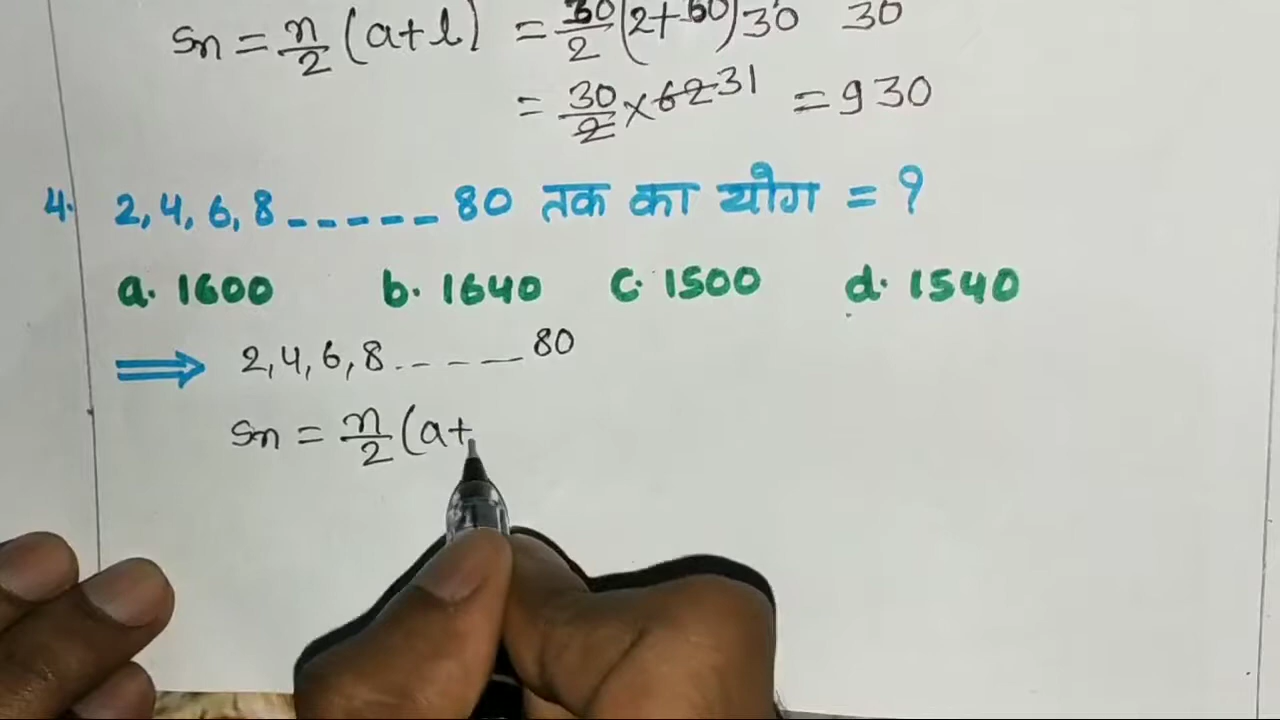 Sn = n/2 (a+l) = 30/2 (2+60) 30 30
= 30/2 × 62 31 = 930
4. 2, 4, 6, 8 _ _ _ _ _ 80 तक का योग = ?
a. 1600 b. 1640 c. 1500 d. 1540
⟹ 2, 4, 6, 8 - - - — 80
Sn = n/2 (a+